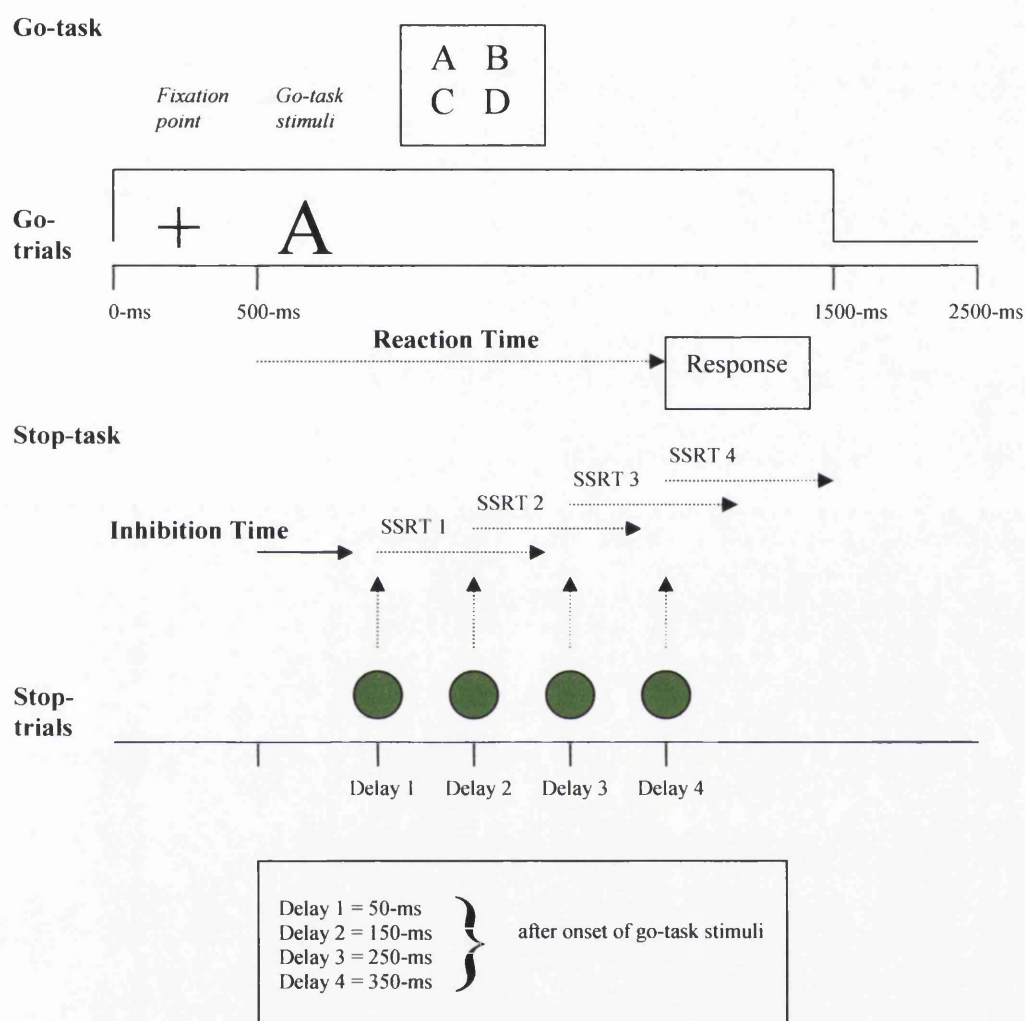 Go-task
A B
C D
Fixation
point
Go-task
stimuli
Go-
trials
+ A
0-ms 500-ms 1500-ms 2500-ms
Reaction Time
Response
Stop-task
SSRT 4
SSRT 3
SSRT 2
SSRT 1
Inhibition Time
Stop-
trials
Delay 1 Delay 2 Delay 3 Delay 4
Delay 1 = 50-ms
Delay 2 = 150-ms
Delay 3 = 250-ms
Delay 4 = 350-ms
} after onset of go-task stimuli